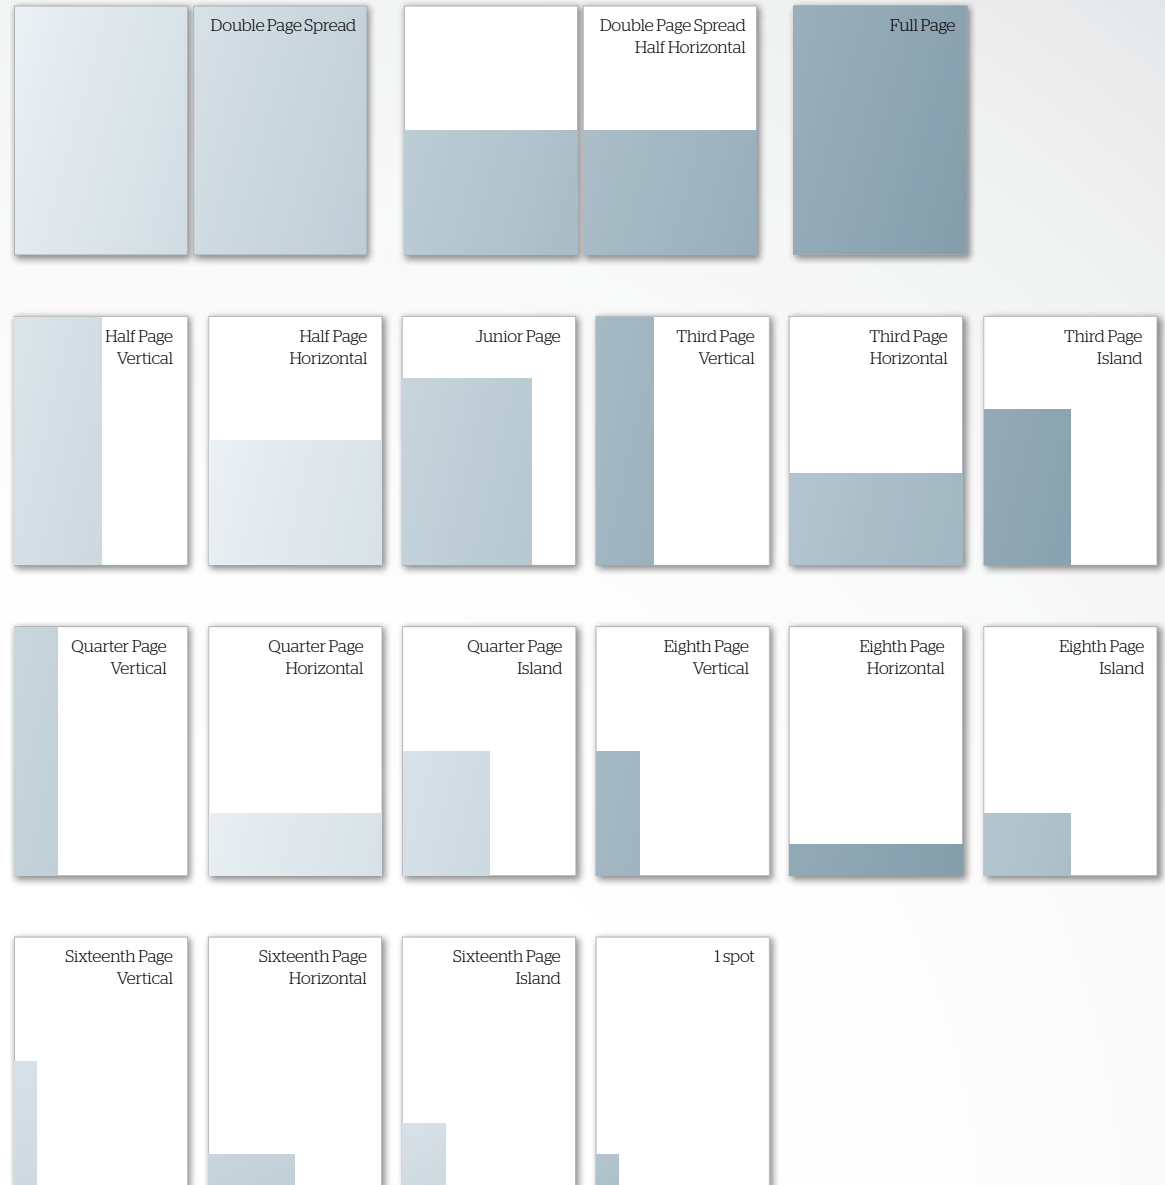 Double Page Spread
Double Page Spread
Half Horizontal
Full Page
Half Page
Vertical
Half Page
Horizontal
Junior Page
Third Page
Vertical
Third Page
Horizontal
Third Page
Island
Quarter Page
Vertical
Quarter Page
Horizontal
Quarter Page
Island
Eighth Page
Vertical
Eighth Page
Horizontal
Eighth Page
Island
Sixteenth Page
Vertical
Sixteenth Page
Horizontal
Sixteenth Page
Island
1 spot